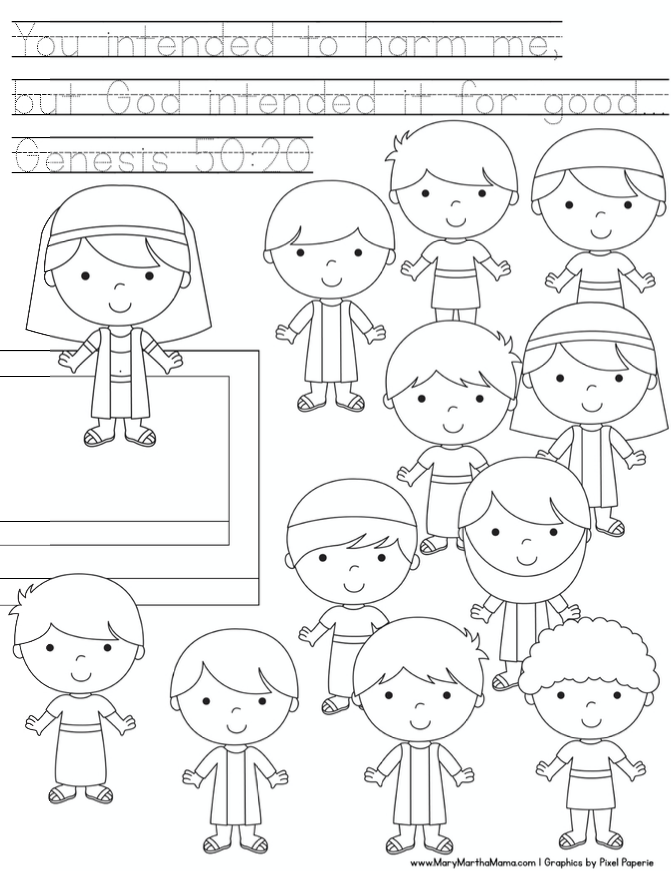 You intended to harm me,
but God intended it for good...
Genesis 50:20
www.MaryMarthaMama.com | Graphics by Pixel Paperie